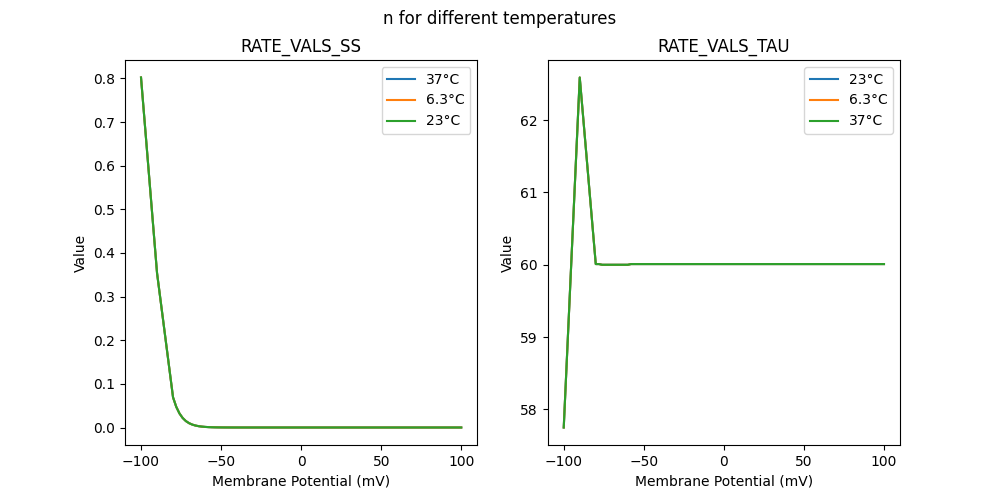 n for different temperatures
RATE_VALS_SS
Value
0.8
0.7
0.6
0.5
0.4
0.3
0.2
0.1
0.0
37°C
6.3°C
23°C
−100
−50
0
50
100
Membrane Potential (mV)
RATE_VALS_TAU
Value
62
61
60
59
58
23°C
6.3°C
37°C
−100
−50
0
50
100
Membrane Potential (mV)